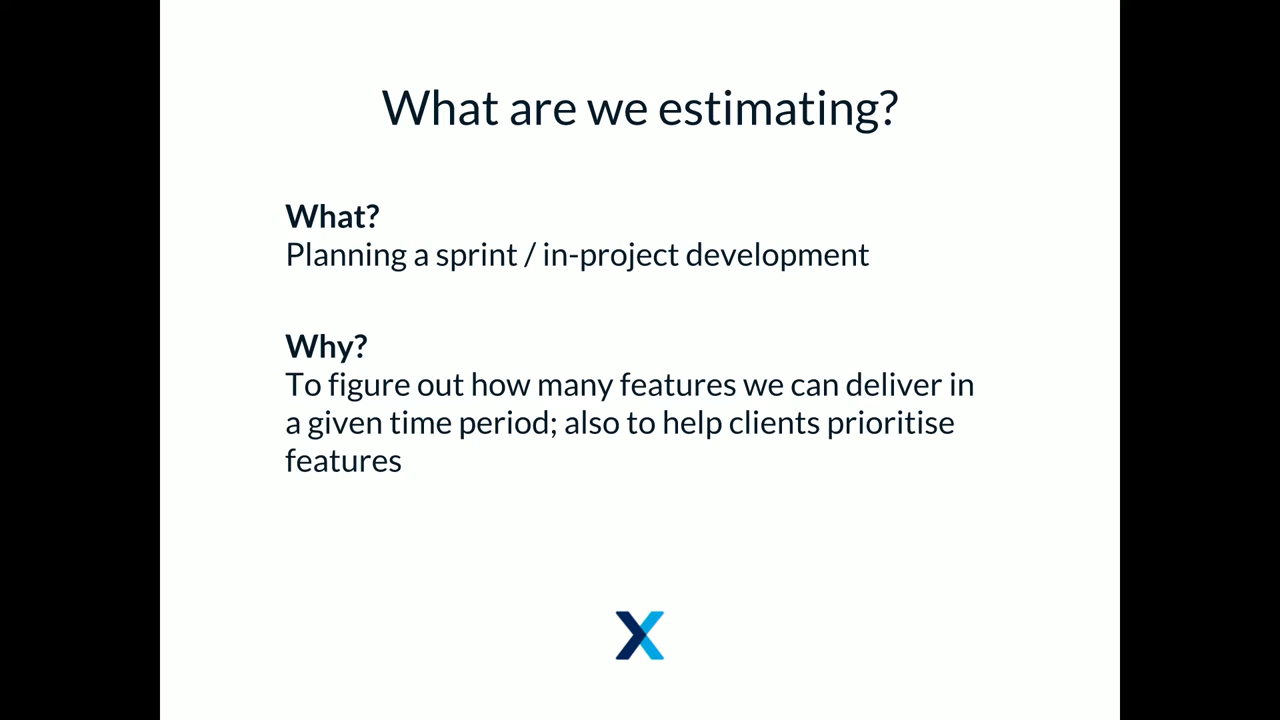 What are we estimating?
What?
Planning a sprint / in-project development
Why?
To figure out how many features we can deliver in
a given time period; also to help clients prioritise
features